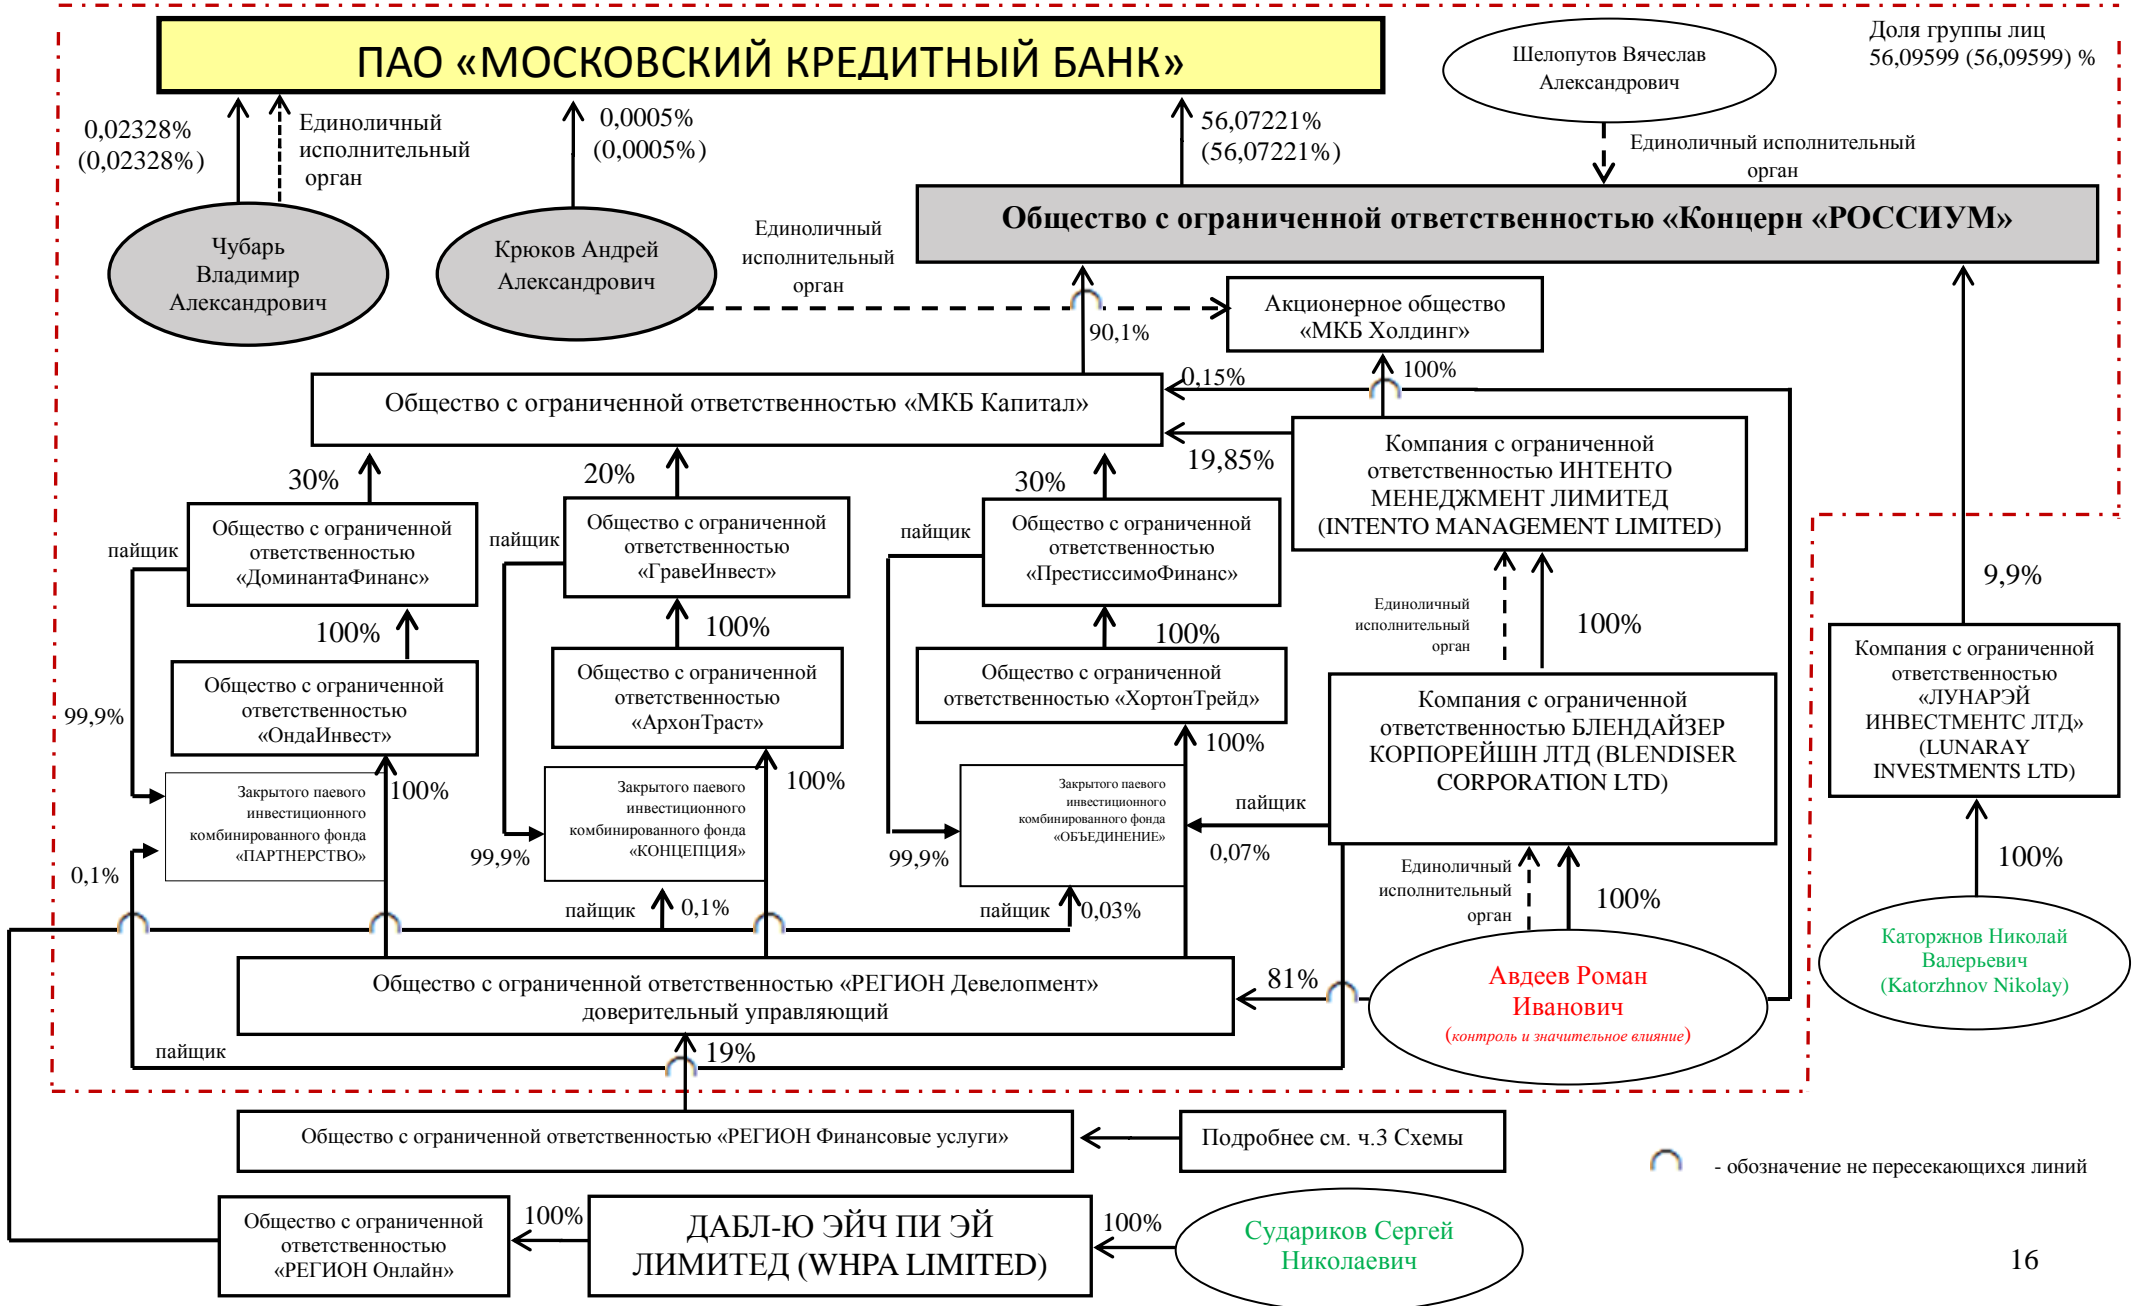 ПАО «МОСКОВСКИЙ КРЕДИТНЫЙ БАНК»
Шелопутов Вячеслав
Александрович
Доля группы лиц
56,09599 (56,09599) %
0,02328%
(0,02328%)
Единоличный
исполнительный
орган
0,0005%
(0,0005%)
56,07221%
(56,07221%)
Единоличный исполнительный
орган
Чубарь
Владимир
Александрович
Крюков Андрей
Александрович
Единоличный
исполнительный
орган
Общество с ограниченной ответственностью «Концерн «РОССИУМ»
Акционерное общество
«МКБ Холдинг»
90,1%
100%
0,15%
Общество с ограниченной ответственностью «МКБ Капитал»
19,85%
Компания с ограниченной
ответственностью ИНТЕНТО
МЕНЕДЖМЕНТ ЛИМИТЕД
(INTENTO MANAGEMENT LIMITED)
30%
20%
30%
пайщик
Общество с ограниченной
ответственностью
«ДоминантаФинанс»
пайщик
Общество с ограниченной
ответственностью
«ГравеИнвест»
пайщик
Общество с ограниченной
ответственностью
«ПрестиссимоФинанс»
9,9%
100%
100%
100%
Единоличный
исполнительный
орган
100%
99,9%
Общество с ограниченной
ответственностью
«ОндаИнвест»
Общество с ограниченной
ответственностью
«АрхонТраст»
Общество с ограниченной
ответственностью «ХортонТрейд»
Компания с ограниченной
ответственностью БЛЕНДАЙЗЕР
КОРПОРЕЙШН ЛТД (BLENDISER
CORPORATION LTD)
Компания с ограниченной
ответственностью
«ЛУНАРЭЙ
ИНВЕСТМЕНТС ЛТД»
(LUNARAY
INVESTMENTS LTD)
100%
100%
100%
Закрытого паевого
инвестиционного
комбинированного фонда
«ПАРТНЕРСТВО»
Закрытого паевого
инвестиционного
комбинированного фонда
«КОНЦЕПЦИЯ»
Закрытого паевого
инвестиционного
комбинированного фонда
«ОБЪЕДИНЕНИЕ»
пайщик
0,07%
0,1%
99,9%
99,9%
100%
Единоличный
исполнительный
орган
100%
пайщик
0,1%
пайщик
0,03%
Каторжнов Николай
Валерьевич
(Katorzhnov Nikolay)
Общество с ограниченной ответственностью «РЕГИОН Девелопмент»
доверительный управляющий
81%
Авдеев Роман
Иванович
(контроль и значительное влияние)
пайщик
19%
Общество с ограниченной ответственностью «РЕГИОН Финансовые услуги»
Подробнее см. ч.3 Схемы
- обозначение не пересекающихся линий
Общество с ограниченной
ответственностью
«РЕГИОН Онлайн»
100%
ДАБЛ-Ю ЭЙЧ ПИ ЭЙ
ЛИМИТЕД (WHPA LIMITED)
100%
Судариков Сергей
Николаевич
16